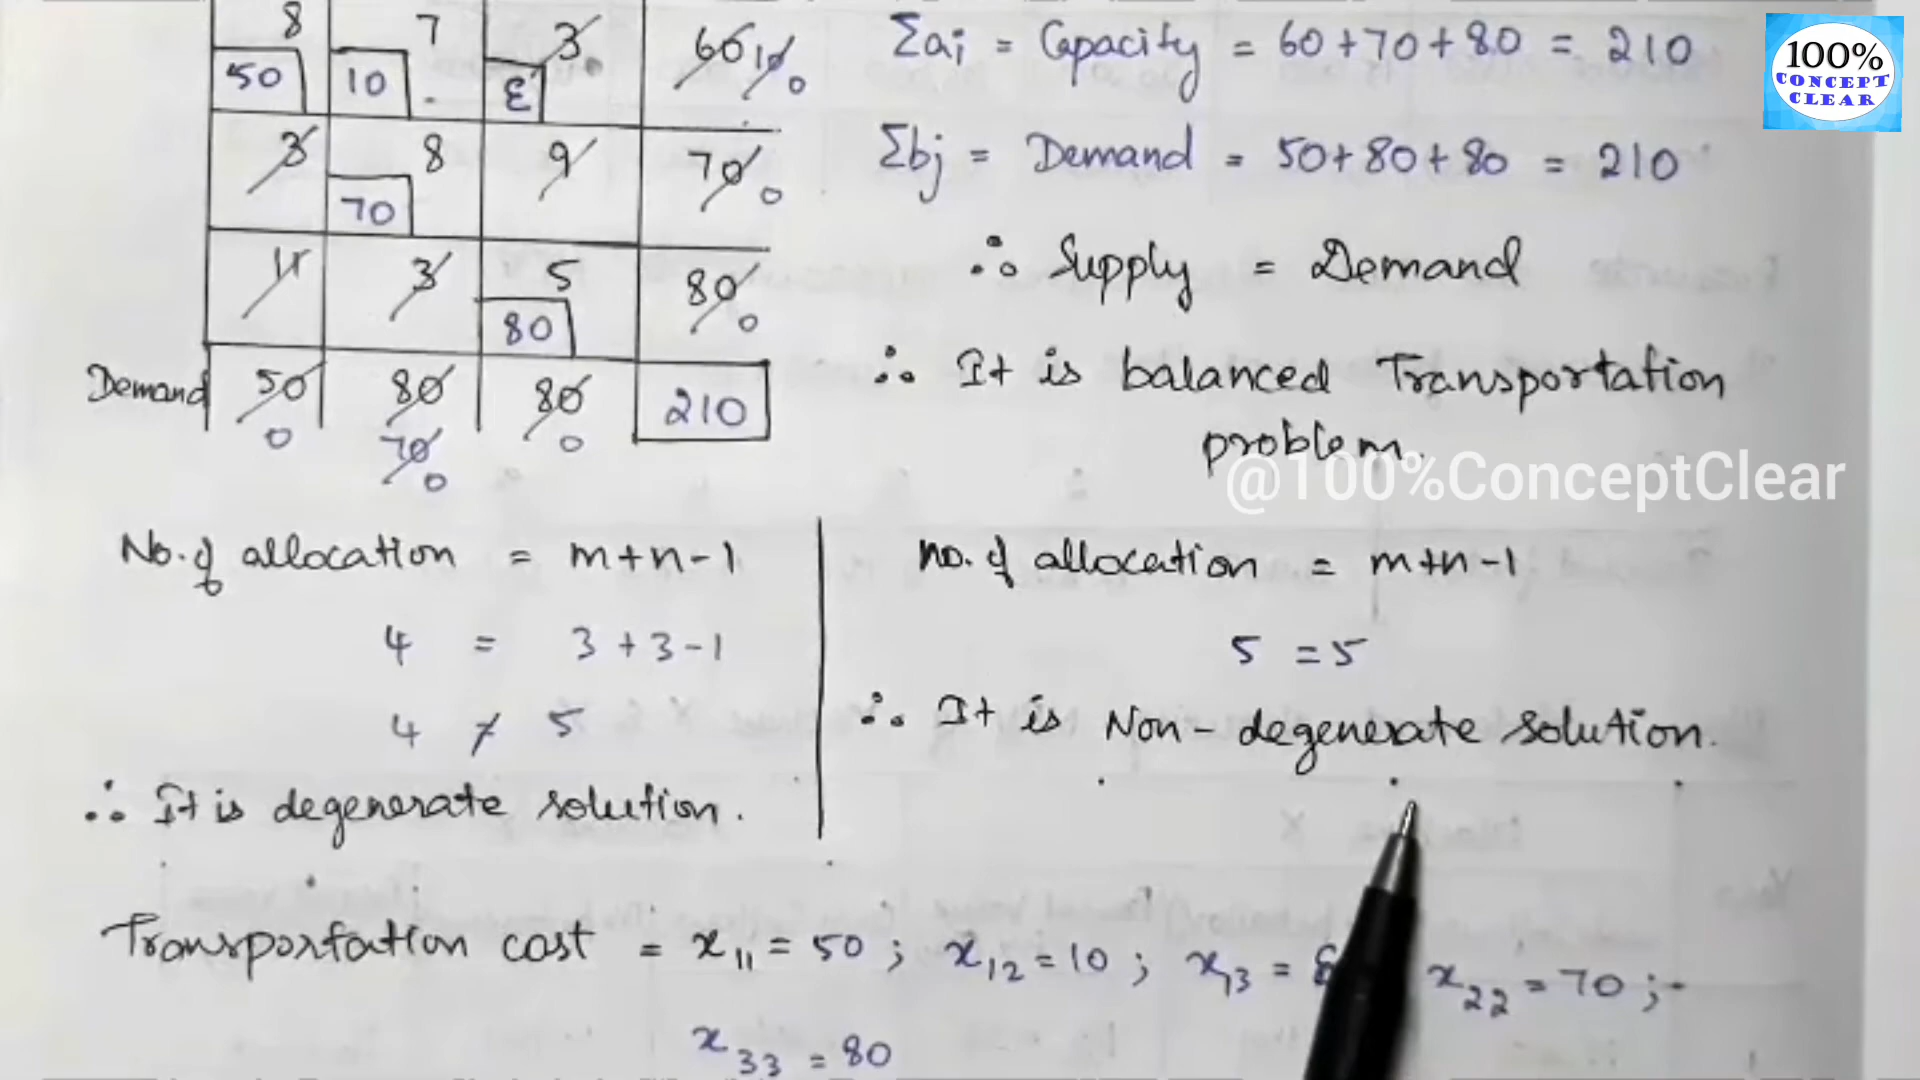 8 7 3 60 10 0
50 10 ε
3 8 9 70 0
70
11 3 5 80 0
80
Demand 50 80 80 210
0 70 0
0
Σai = Capacity = 60+70+80 = 210
Σbj = Demand = 50+80+80 = 210
∴ Supply = Demand
∴ It is balanced Transportation
problem.
@100%ConceptClear
100%
CONCEPT
CLEAR
No. of allocation = m+n-1
4 = 3+3-1
4 ≠ 5
∴ It is degenerate solution.
no. of allocation = m+n-1
5 = 5
∴ It is Non-degenerate solution.
Transportation cost = x11 = 50; x12 = 10; x13 = ε x22 = 70;
x33 = 80